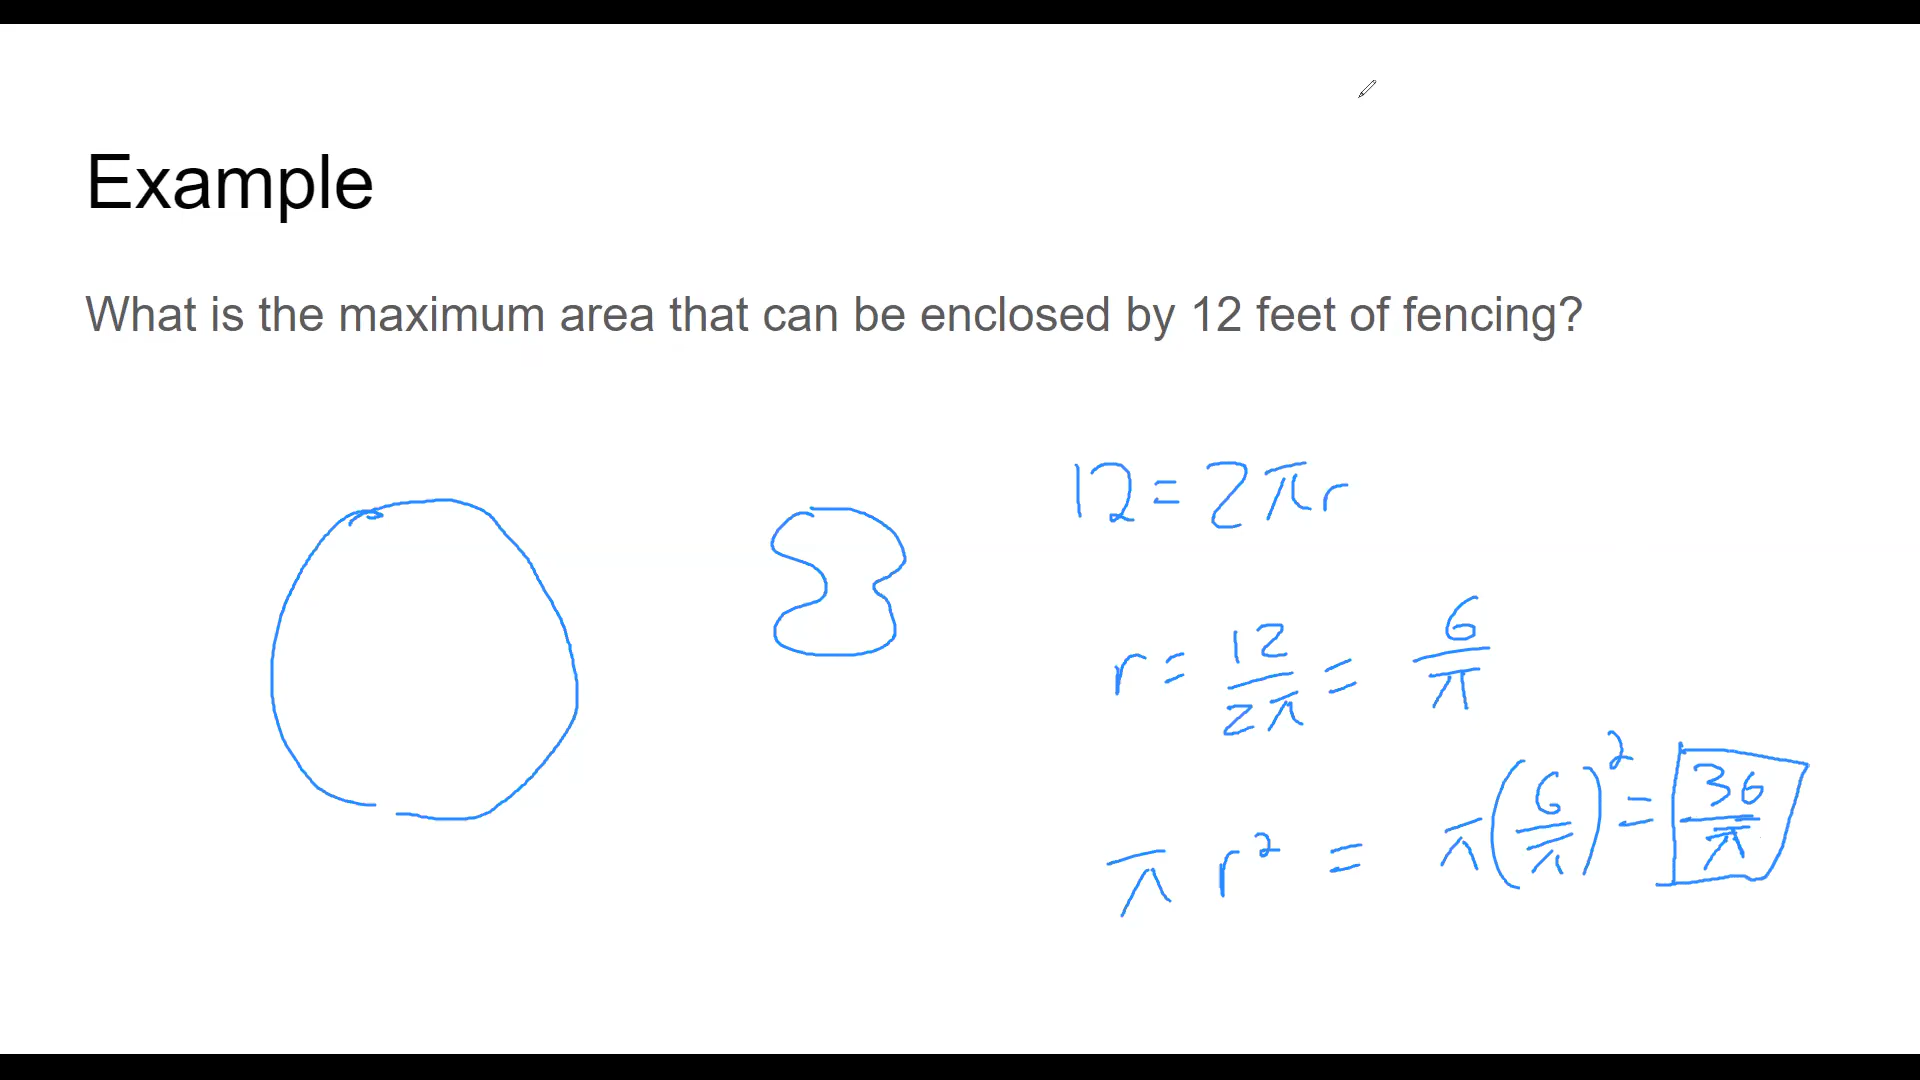 Example
What is the maximum area that can be enclosed by 12 feet of fencing?
12 = 2πr
r = 12/2π = 6/π
πr² = π(6/π)² = 36/π